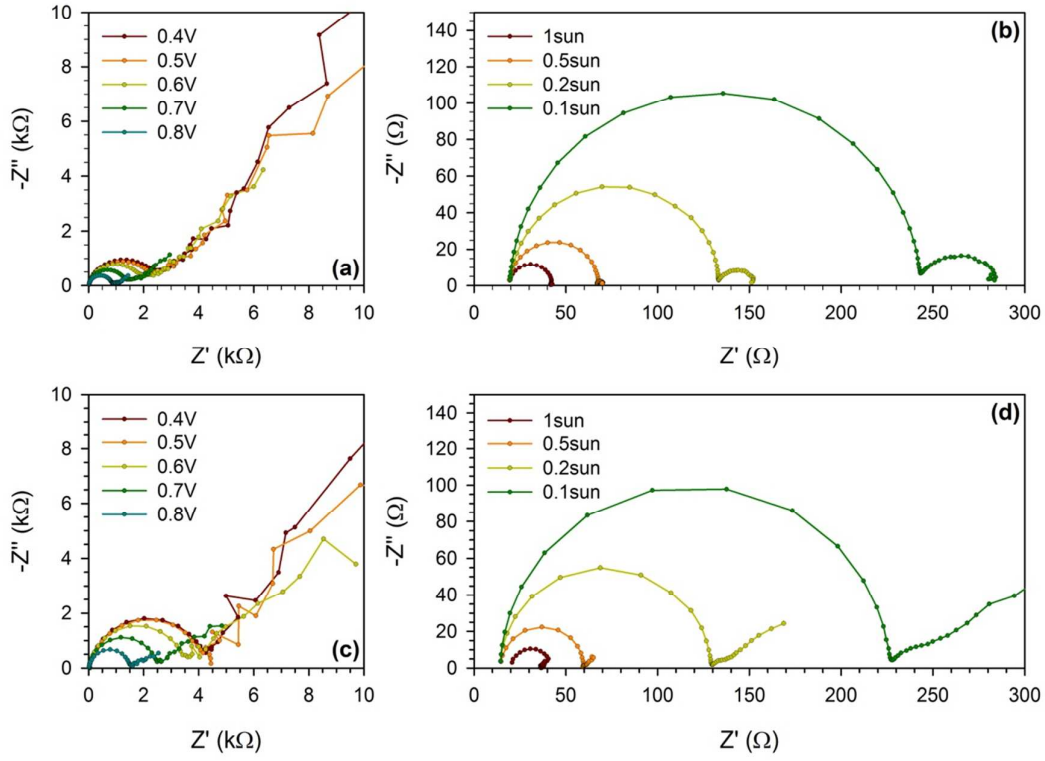 (a)
0.4V
0.5V
0.6V
0.7V
0.8V
10
8
6
4
2
0
-Z" (kΩ)
0 2 4 6 8 10
Z' (kΩ)
(b)
1sun
0.5sun
0.2sun
0.1sun
140
120
100
80
60
40
20
0
-Z" (Ω)
0 50 100 150 200 250 300
Z' (Ω)
(c)
0.4V
0.5V
0.6V
0.7V
0.8V
10
8
6
4
2
0
-Z" (kΩ)
0 2 4 6 8 10
Z' (kΩ)
(d)
1sun
0.5sun
0.2sun
0.1sun
140
120
100
80
60
40
20
0
-Z" (Ω)
0 50 100 150 200 250 300
Z' (Ω)